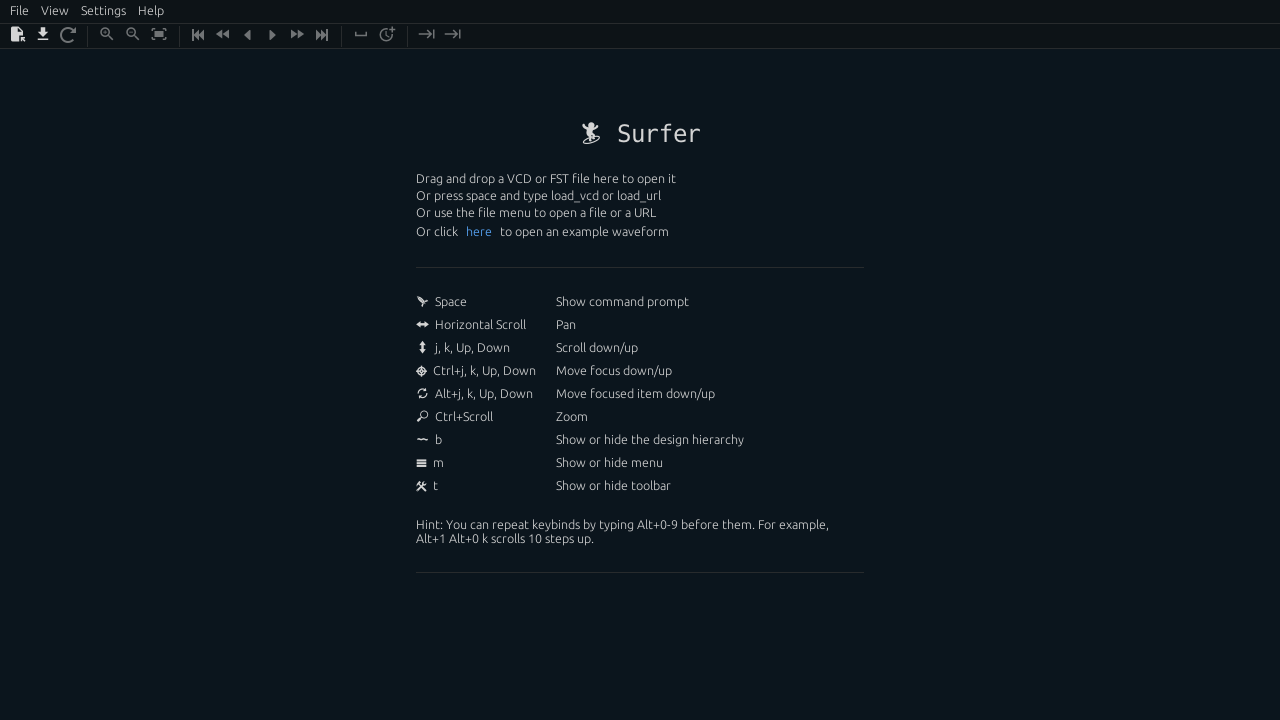 File View Settings Help
Surfer
Drag and drop a VCD or FST file here to open it
Or press space and type load_vcd or load_url
Or use the file menu to open a file or a URL
Or click here to open an example waveform
Space Show command prompt
Horizontal Scroll Pan
j, k, Up, Down Scroll down/up
Ctrl+j, k, Up, Down Move focus down/up
Alt+j, k, Up, Down Move focused item down/up
Ctrl+Scroll Zoom
b Show or hide the design hierarchy
m Show or hide menu
t Show or hide toolbar
Hint: You can repeat keybinds by typing Alt+0-9 before them. For example,
Alt+1 Alt+0 k scrolls 10 steps up.